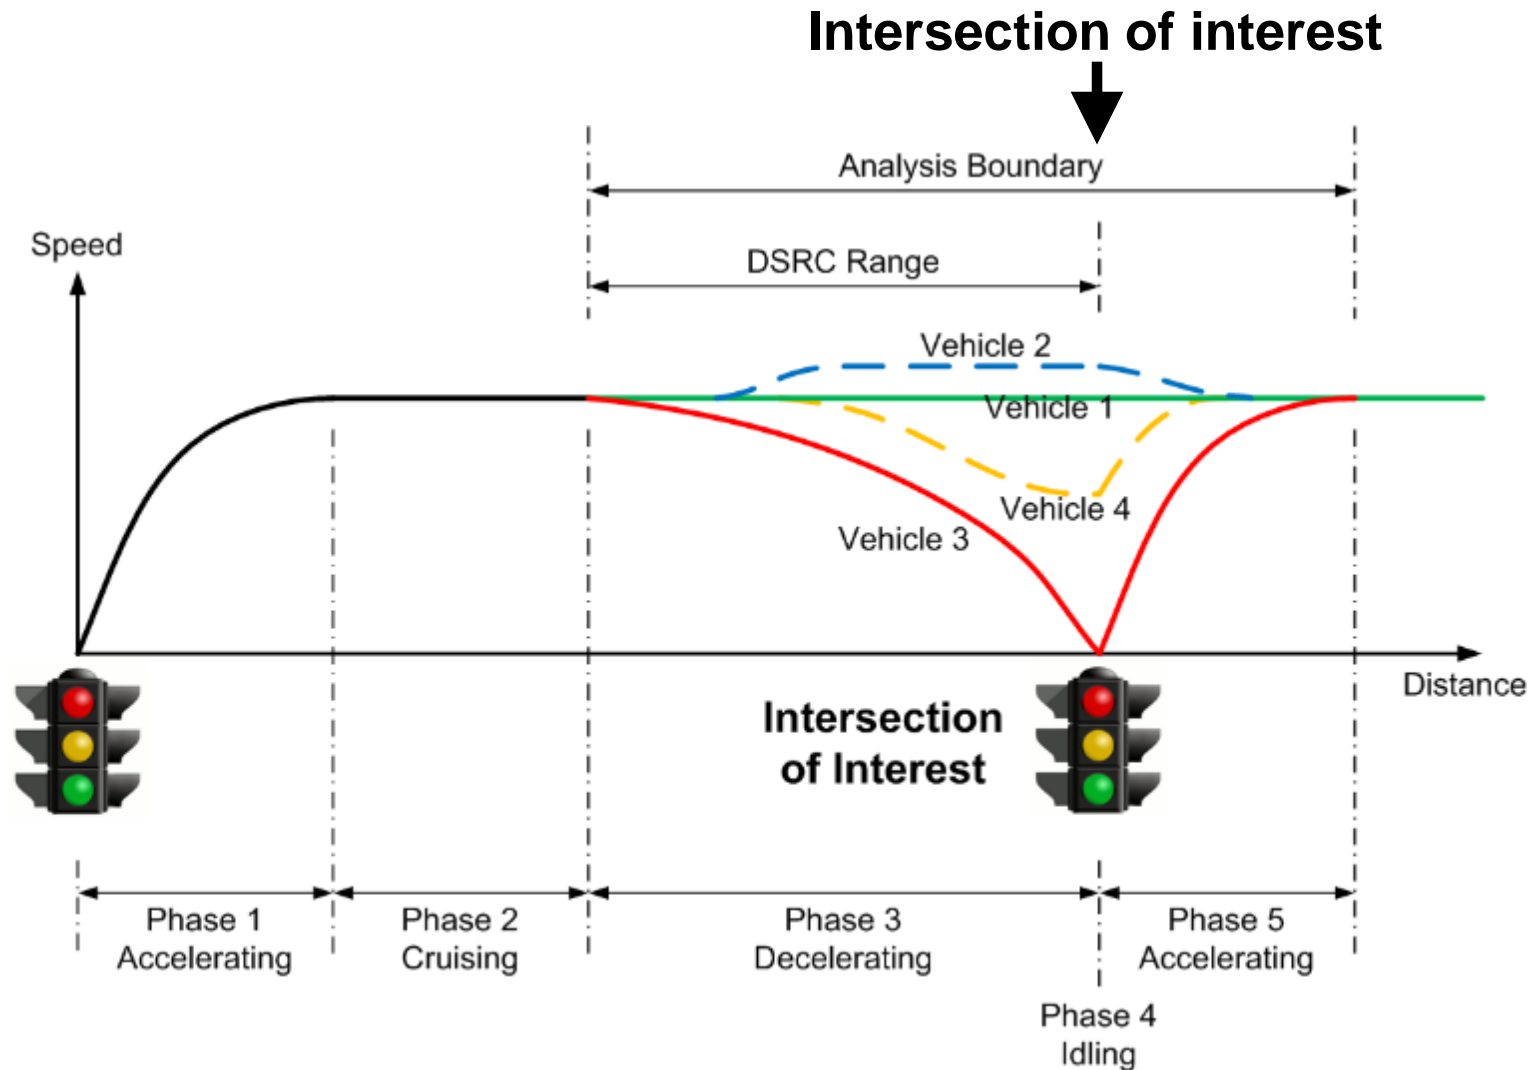 Intersection of interest
Analysis Boundary
Speed
DSRC Range
Vehicle 2
Vehicle 1
Vehicle 4
Vehicle 3
Distance
Intersection
of Interest
Phase 1
Accelerating
Phase 2
Cruising
Phase 3
Decelerating
Phase 5
Accelerating
Phase 4
Idling